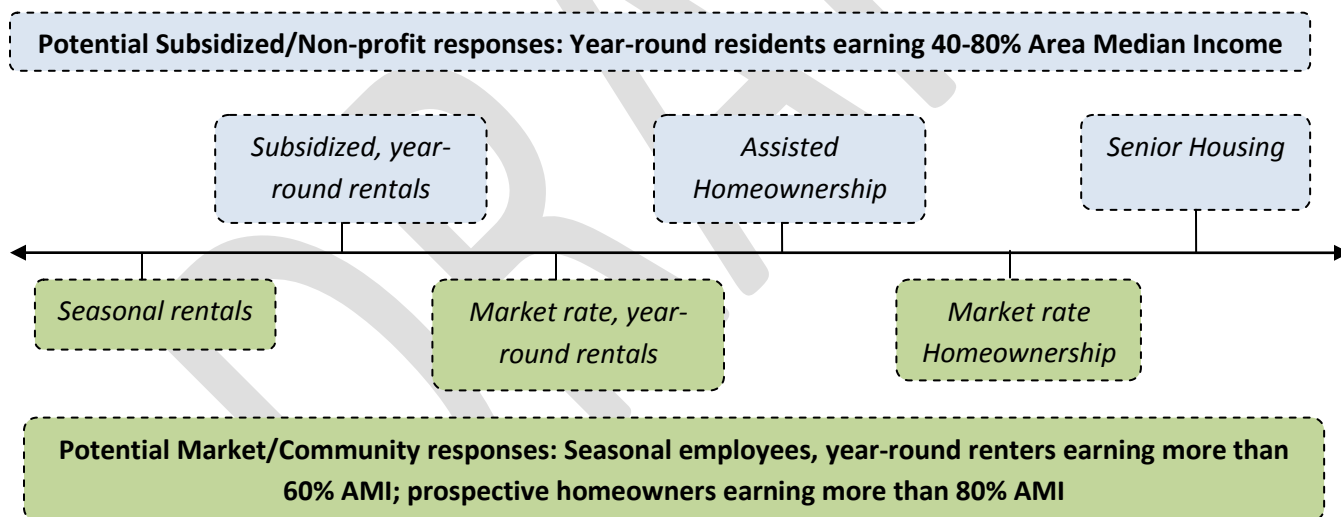 Potential Subsidized/Non-profit responses: Year-round residents earning 40-80% Area Median Income
Subsidized, year-
round rentals
Assisted
Homeownership
Senior Housing
Seasonal rentals
Market rate, year-
round rentals
Market rate
Homeownership
Potential Market/Community responses: Seasonal employees, year-round renters earning more than
60% AMI; prospective homeowners earning more than 80% AMI